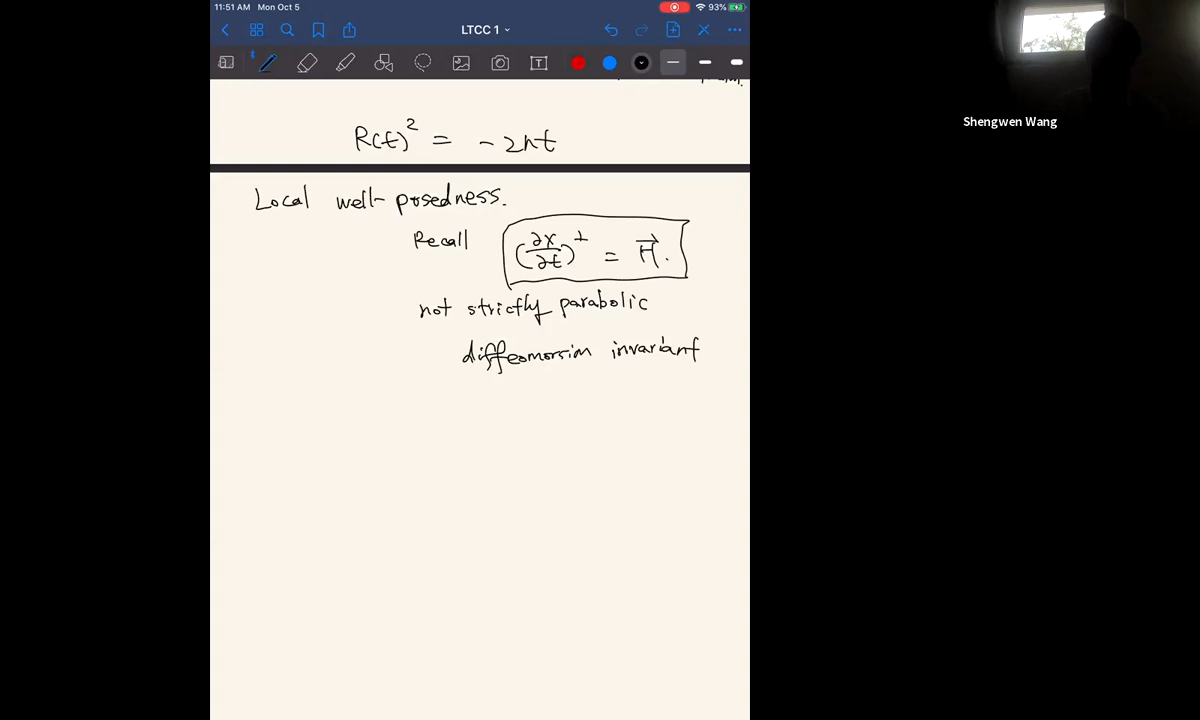 11:51 AM Mon Oct 5
93%
LTCC 1
R(t)² = - 2nt
Local well-posedness.
Recall (∂X/∂t)^⊥ = H⃗.
not strictly parabolic
diffeomorsim invariant
Shengwen Wang